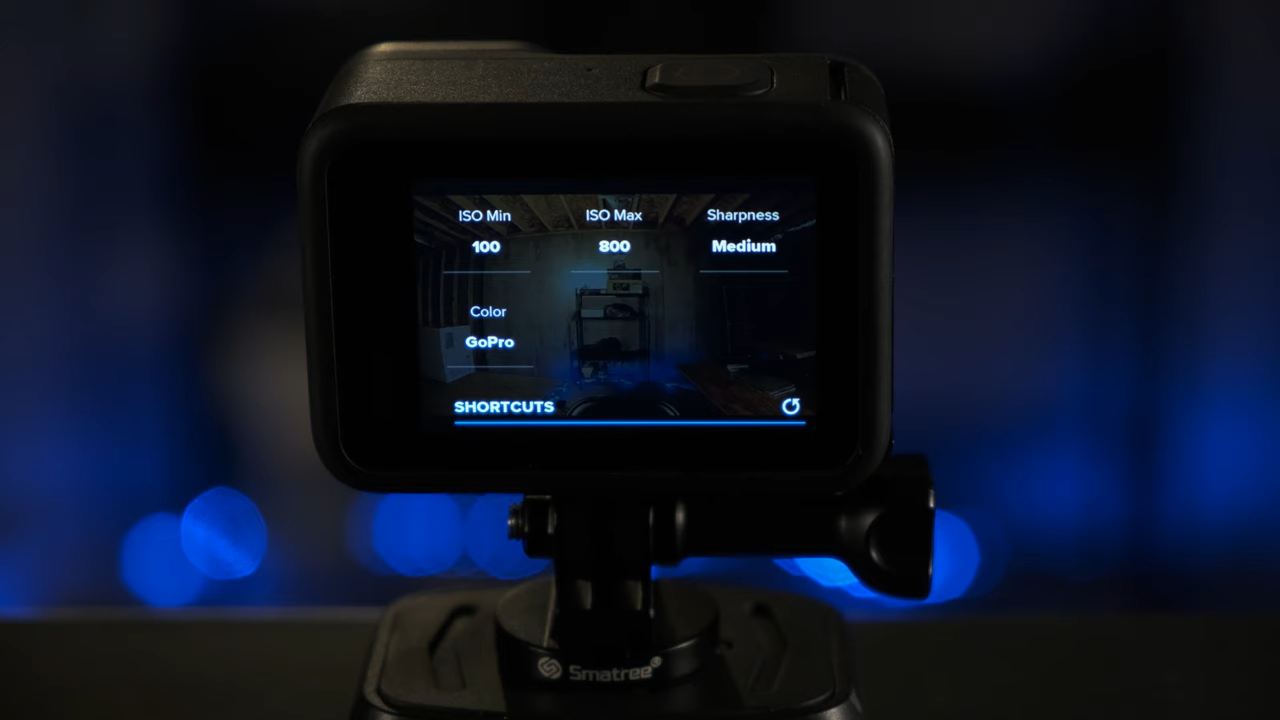 ISO Min ISO Max Sharpness
100 800 Medium
Color
GoPro
SHORTCUTS
Smatree®